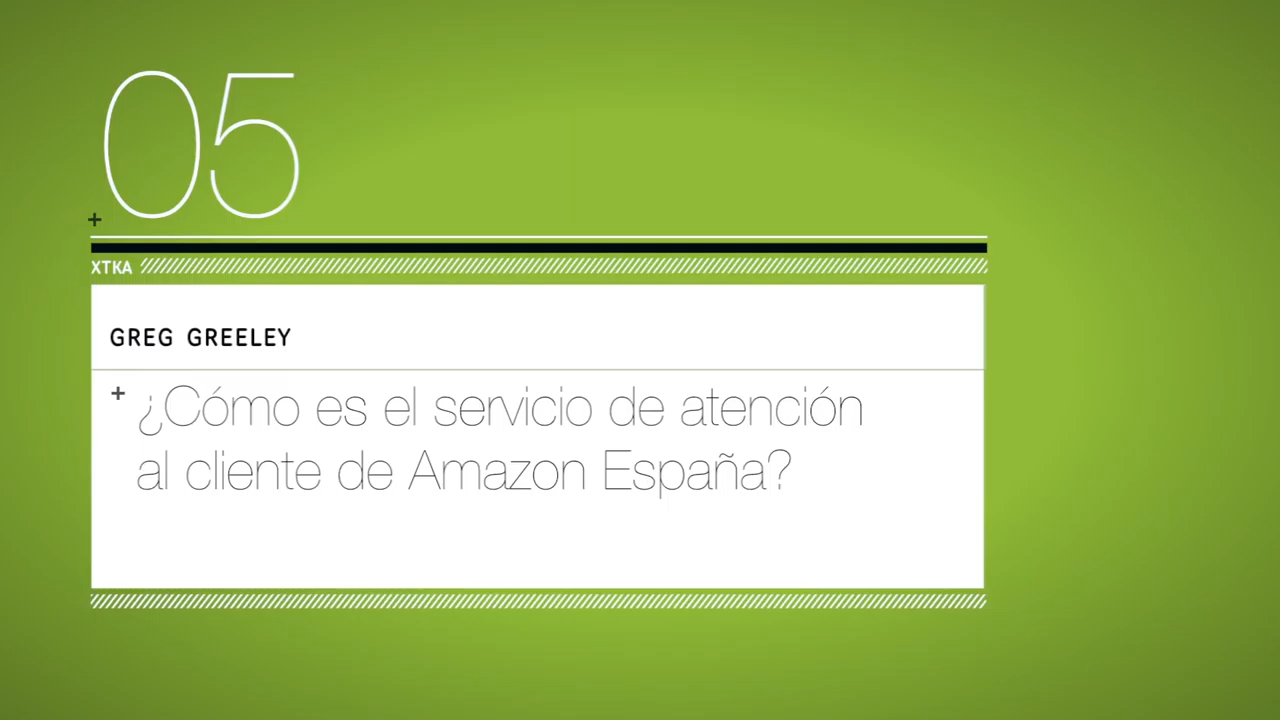 05
XTKA
GREG GREELEY
+ ¿Cómo es el servicio de atención
al cliente de Amazon España?